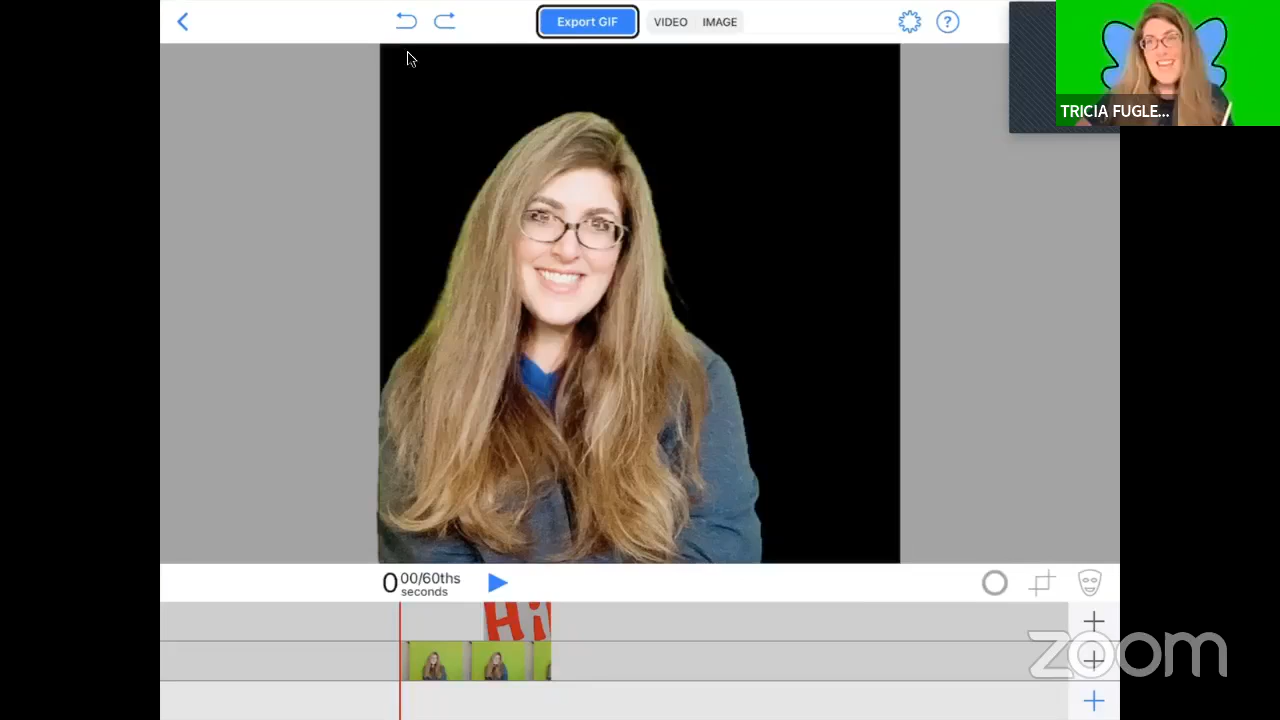 Export GIF
VIDEO
IMAGE
?
TRICIA FUGLE...
0 00/60ths
seconds
Hi!
zoom